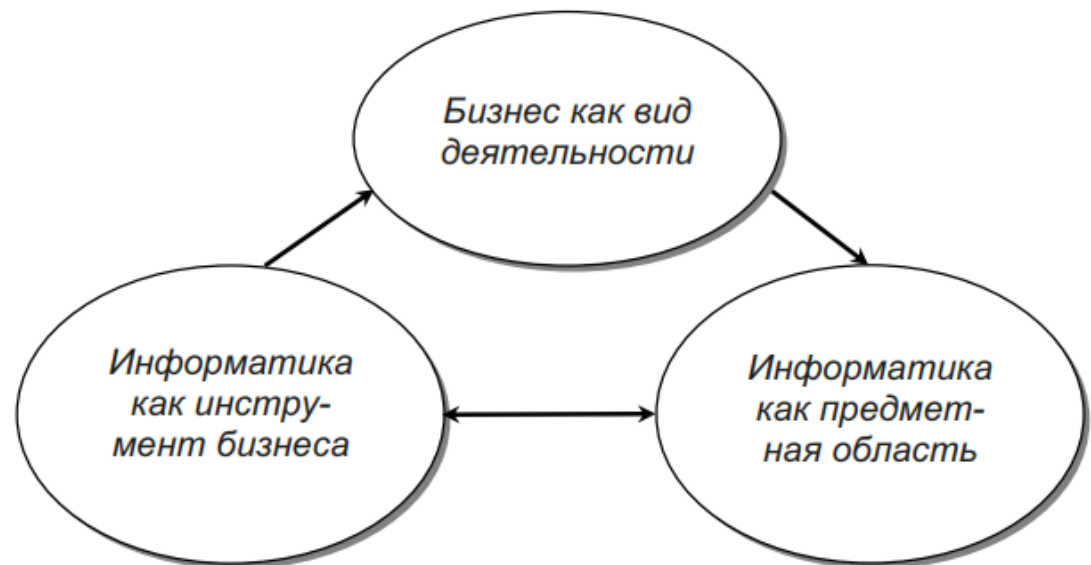 Бизнес как вид
деятельности
Информатика
как инстру-
мент бизнеса
Информатика
как предмет-
ная область